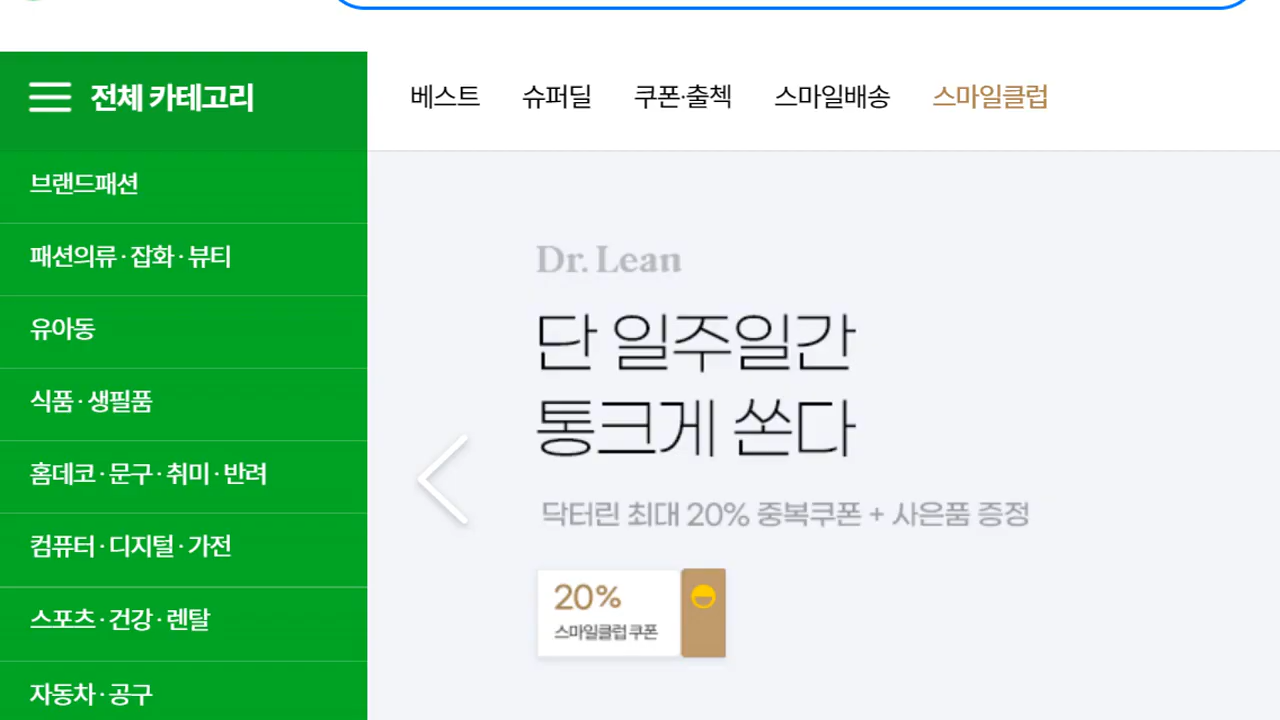 전체 카테고리
베스트 슈퍼딜 쿠폰·출첵 스마일배송 스마일클럽
브랜드패션
패션의류·잡화·뷰티
유아동
식품·생필품
홈데코·문구·취미·반려
컴퓨터·디지털·가전
스포츠·건강·렌탈
자동차·공구
Dr. Lean
단 일주일간
통크게 쏜다
닥터린 최대 20% 중복쿠폰 + 사은품 증정
20%
스마일클럽 쿠폰